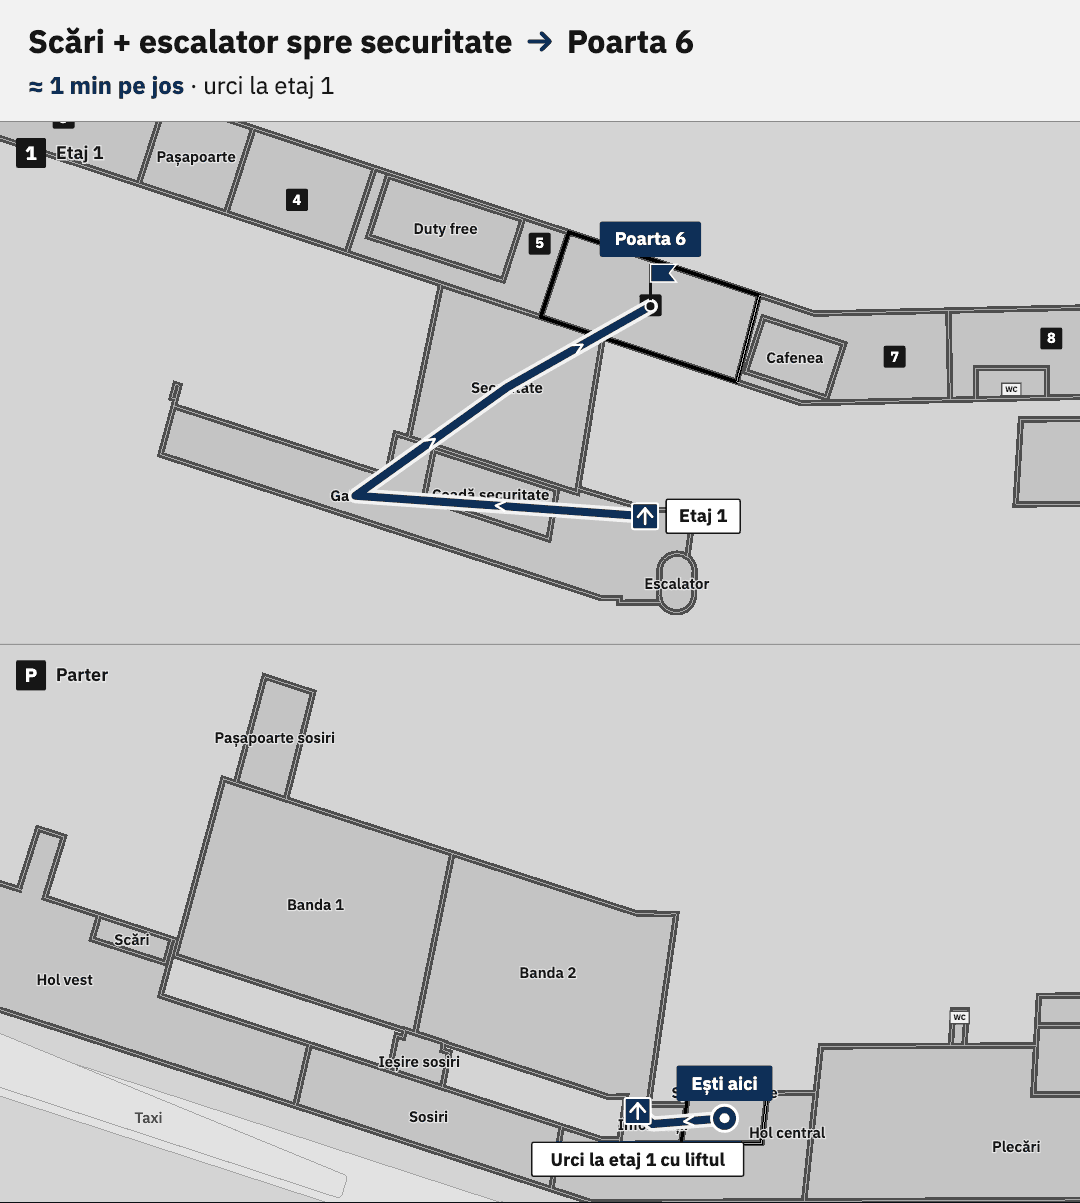 Scări + escalator spre securitate → Poarta 6
≈ 1 min pe jos · urci la etaj 1
1 Etaj 1
Pașapoarte
4
Duty free
5
Poarta 6
Cafenea
7
8
WC
Etaj 1
Escalator
Coadă securitate
P Parter
Pașapoarte sosiri
Banda 1
Scări
Banda 2
Hol vest
WC
Ieșire sosiri
Ești aici
Taxi
Sosiri
Hol central
Plecări
Urci la etaj 1 cu liftul